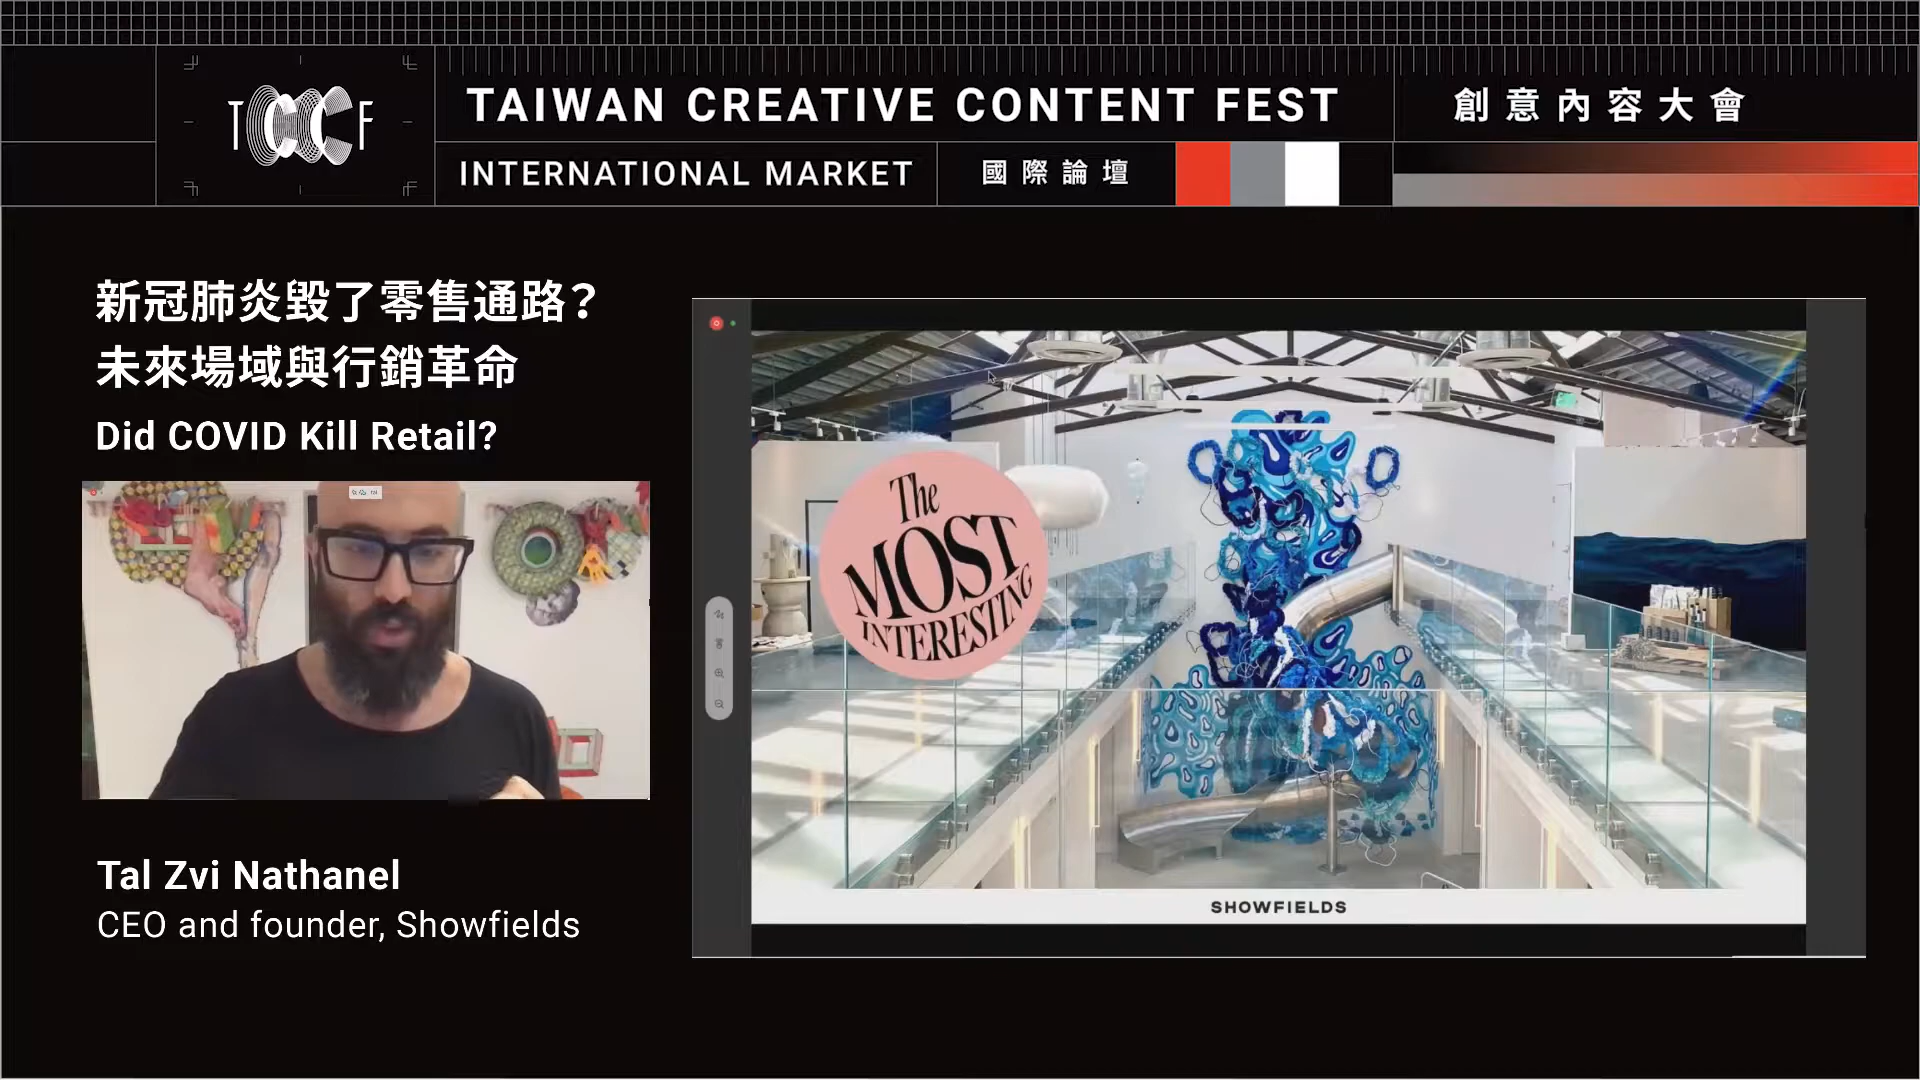 TCCF
TAIWAN CREATIVE CONTENT FEST
創意內容大會
INTERNATIONAL MARKET
國際論壇
新冠肺炎毀了零售通路？
未來場域與行銷革命
Did COVID Kill Retail?
Tal Zvi Nathanel
CEO and founder, Showfields
The
MOST
INTERESTING
SHOWFIELDS